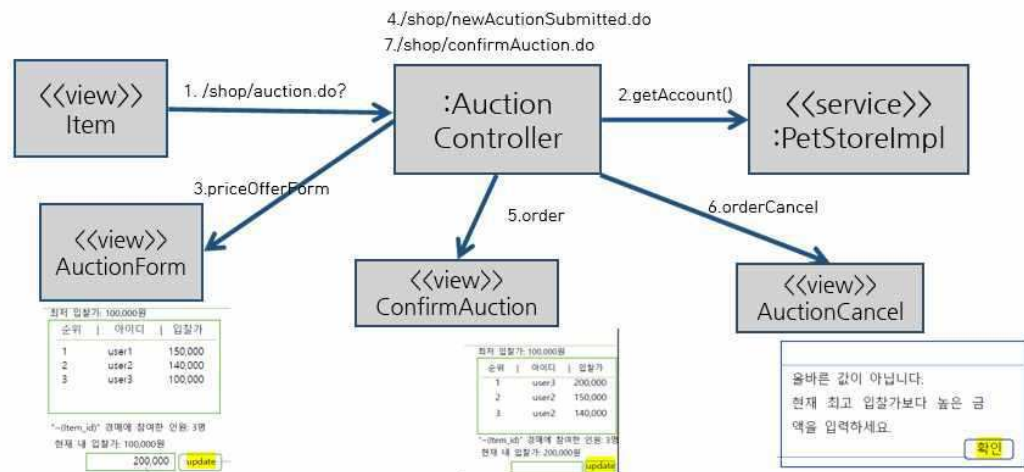 4./shop/newAcutionSubmitted.do
7./shop/confirmAuction.do
<<view>>
Item
1. /shop/auction.do?
:Auction
Controller
2.getAccount()
<<service>>
:PetStoreImpl
3.priceOfferForm
5.order
6.orderCancel
<<view>>
AuctionForm
<<view>>
ConfirmAuction
<<view>>
AuctionCancel
최저 입찰가: 100,000원
순위 | 아이디 | 입찰가
1 user1 150,000
2 user2 140,000
3 user3 100,000
"~(Item_id)" 경매에 참여한 인원: 3명
현재 내 입찰가: 100,000원
200,000 update
최저 입찰가: 100,000원
순위 | 아이디 | 입찰가
1 user3 200,000
2 user2 150,000
3 user2 140,000
"~(Item_id)" 경매에 참여한 인원: 3명
현재 내 입찰가: 200,000원
update
올바른 값이 아닙니다.
현재 최고 입찰가보다 높은 금
액을 입력하세요.
확인